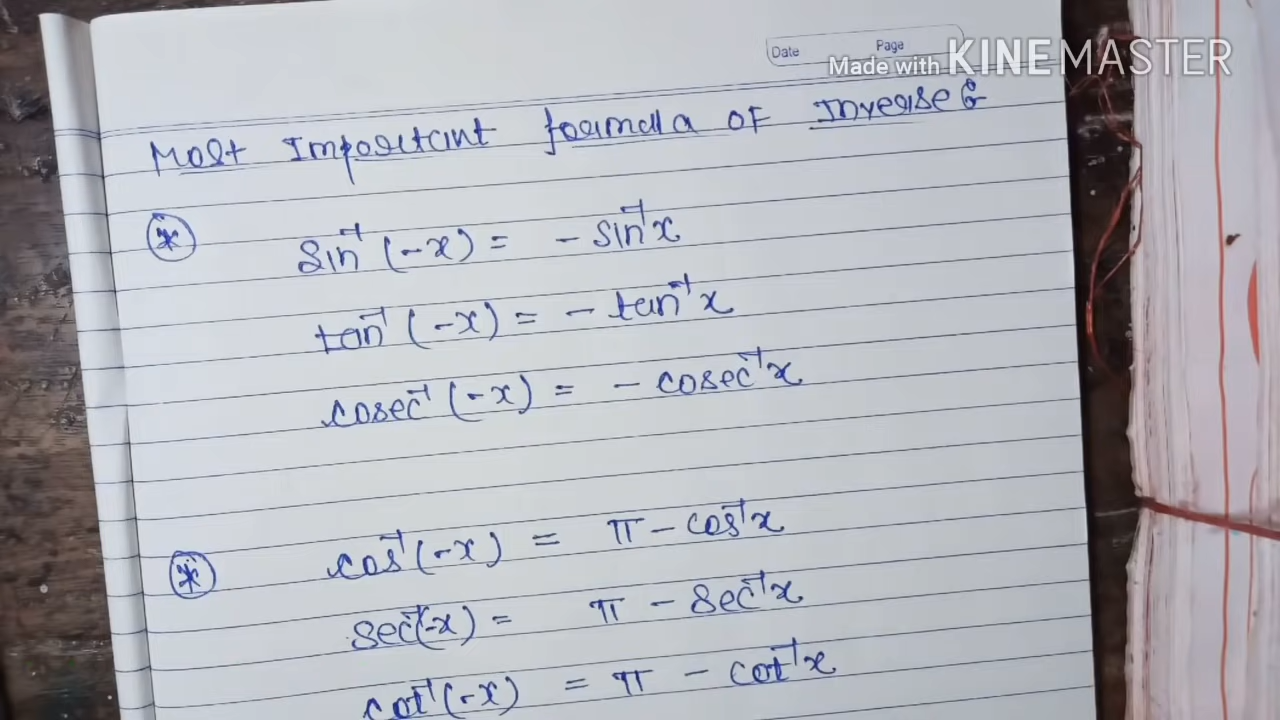 Date Page
Made with KINEMASTER
Most Important formula of Inverse
sin⁻¹(-x) = - sin⁻¹x
tan⁻¹(-x) = - tan⁻¹x
cosec⁻¹(-x) = - cosec⁻¹x
cos⁻¹(-x) = π - cos⁻¹x
sec⁻¹(-x) = π - sec⁻¹x
cot⁻¹(-x) = π - cot⁻¹x